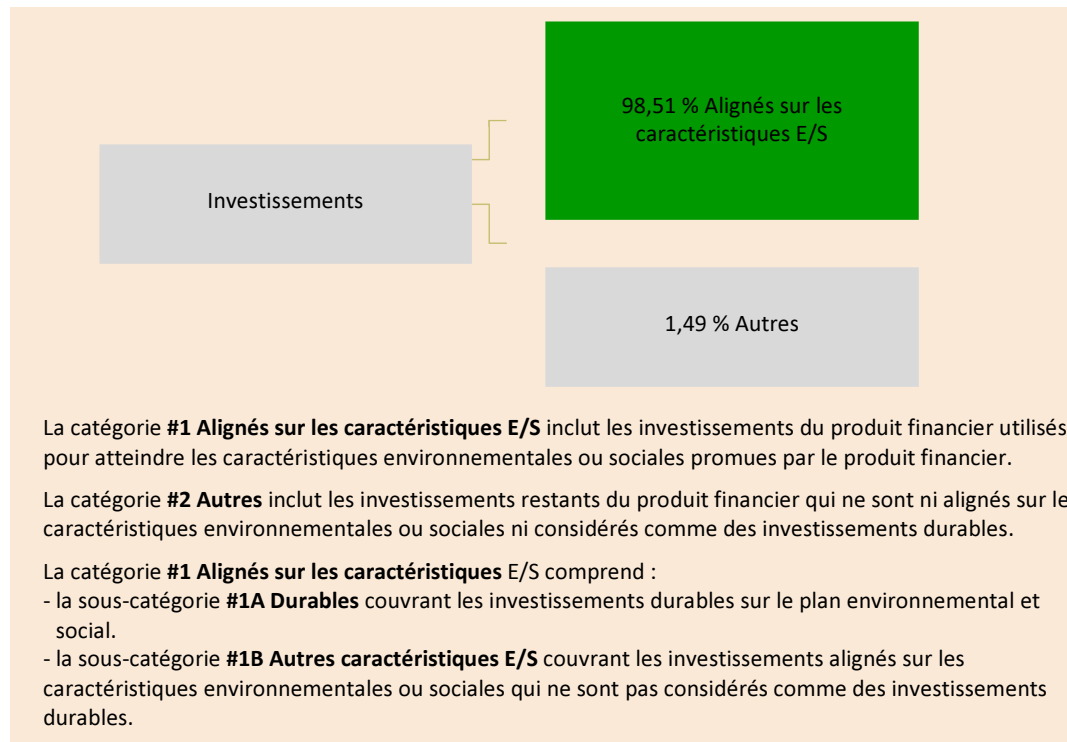 98,51 % Alignés sur les
caractéristiques E/S
Investissements
1,49 % Autres
La catégorie #1 Alignés sur les caractéristiques E/S inclut les investissements du produit financier utilisés
pour atteindre les caractéristiques environnementales ou sociales promues par le produit financier.
La catégorie #2 Autres inclut les investissements restants du produit financier qui ne sont ni alignés sur le
caractéristiques environnementales ou sociales ni considérés comme des investissements durables.
La catégorie #1 Alignés sur les caractéristiques E/S comprend :
- la sous-catégorie #1A Durables couvrant les investissements durables sur le plan environnemental et
social.
- la sous-catégorie #1B Autres caractéristiques E/S couvrant les investissements alignés sur les
caractéristiques environnementales ou sociales qui ne sont pas considérés comme des investissements
durables.